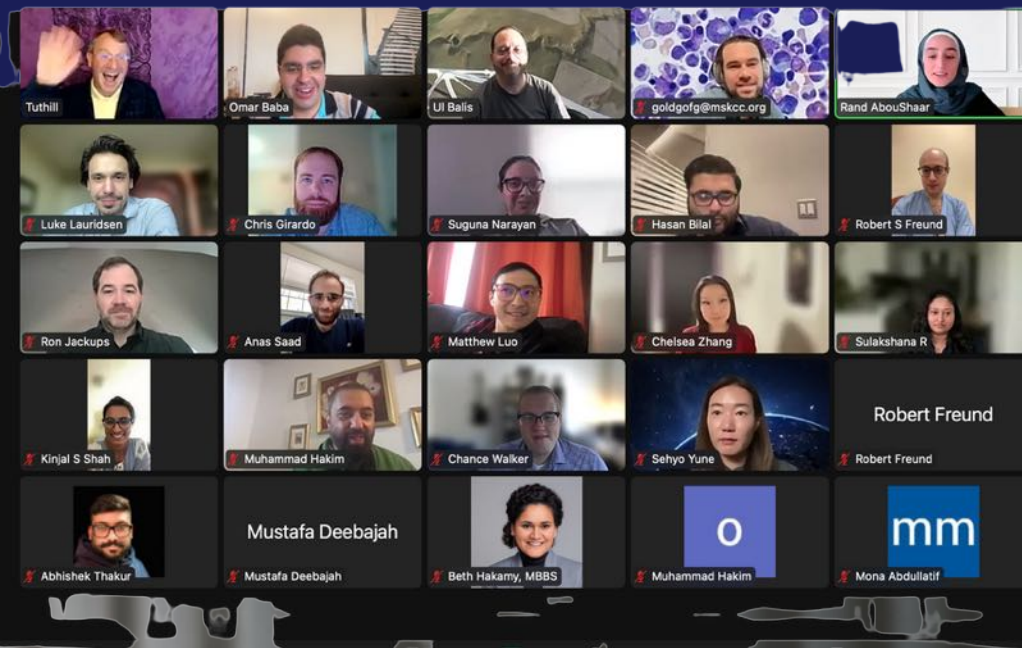 Tuthill
Omar Baba
Ul Balis
goldgofg@mskcc.org
Rand AbouShaar
Luke Lauridsen
Chris Girardo
Suguna Narayan
Hasan Bilal
Robert S Freund
Ron Jackups
Anas Saad
Matthew Luo
Chelsea Zhang
Sulakshana R
Kinjal S Shah
Muhammad Hakim
Chance Walker
Sehyo Yune
Robert Freund
Robert Freund
Abhishek Thakur
Mustafa Deebajah
Mustafa Deebajah
Beth Hakamy, MBBS
o
Muhammad Hakim
mm
Mona Abdullatif